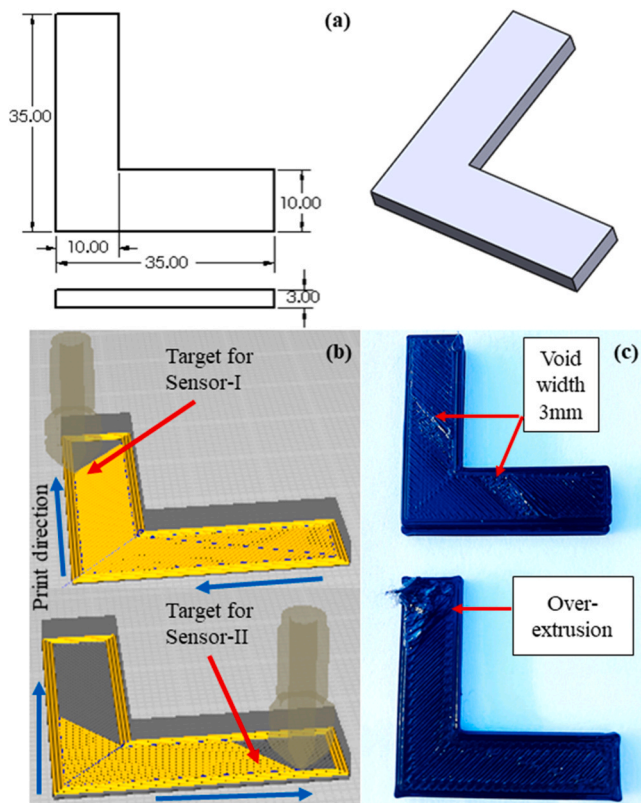 (a)
35.00
10.00
10.00
35.00
3.00
(b)
Target for
Sensor-I
Print direction
Target for
Sensor-II
(c)
Void
width
3mm
Over-
extrusion